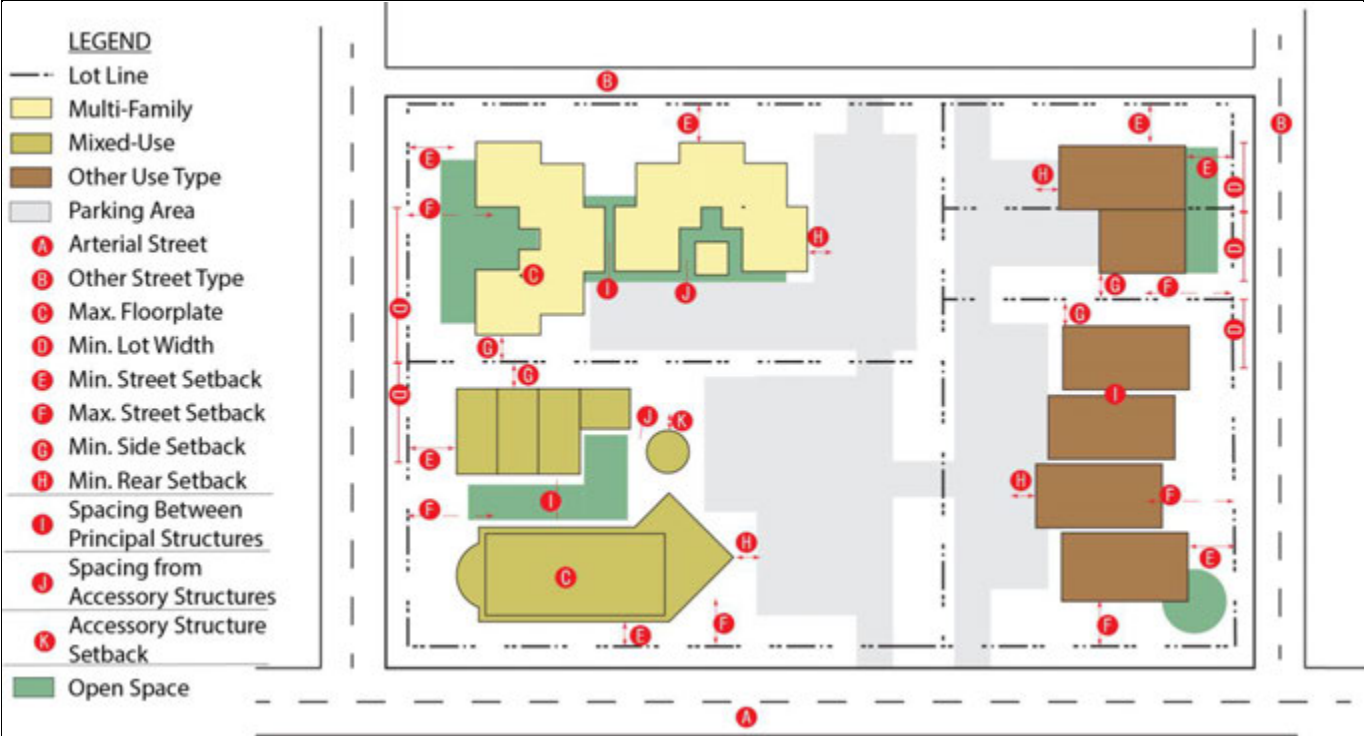 LEGEND
Lot Line
Multi-Family
Mixed-Use
Other Use Type
Parking Area
A Arterial Street
B Other Street Type
C Max. Floorplate
D Min. Lot Width
E Min. Street Setback
F Max. Street Setback
G Min. Side Setback
H Min. Rear Setback
I Spacing Between
Principal Structures
J Spacing from
Accessory Structures
K Accessory Structure
Setback
Open Space
B
E E B
E E
H
D
F
H
D
C
I J G F
D
G
D
G
G
D I
J K
E
H
F
I
F
H
E
C
F F
E
A